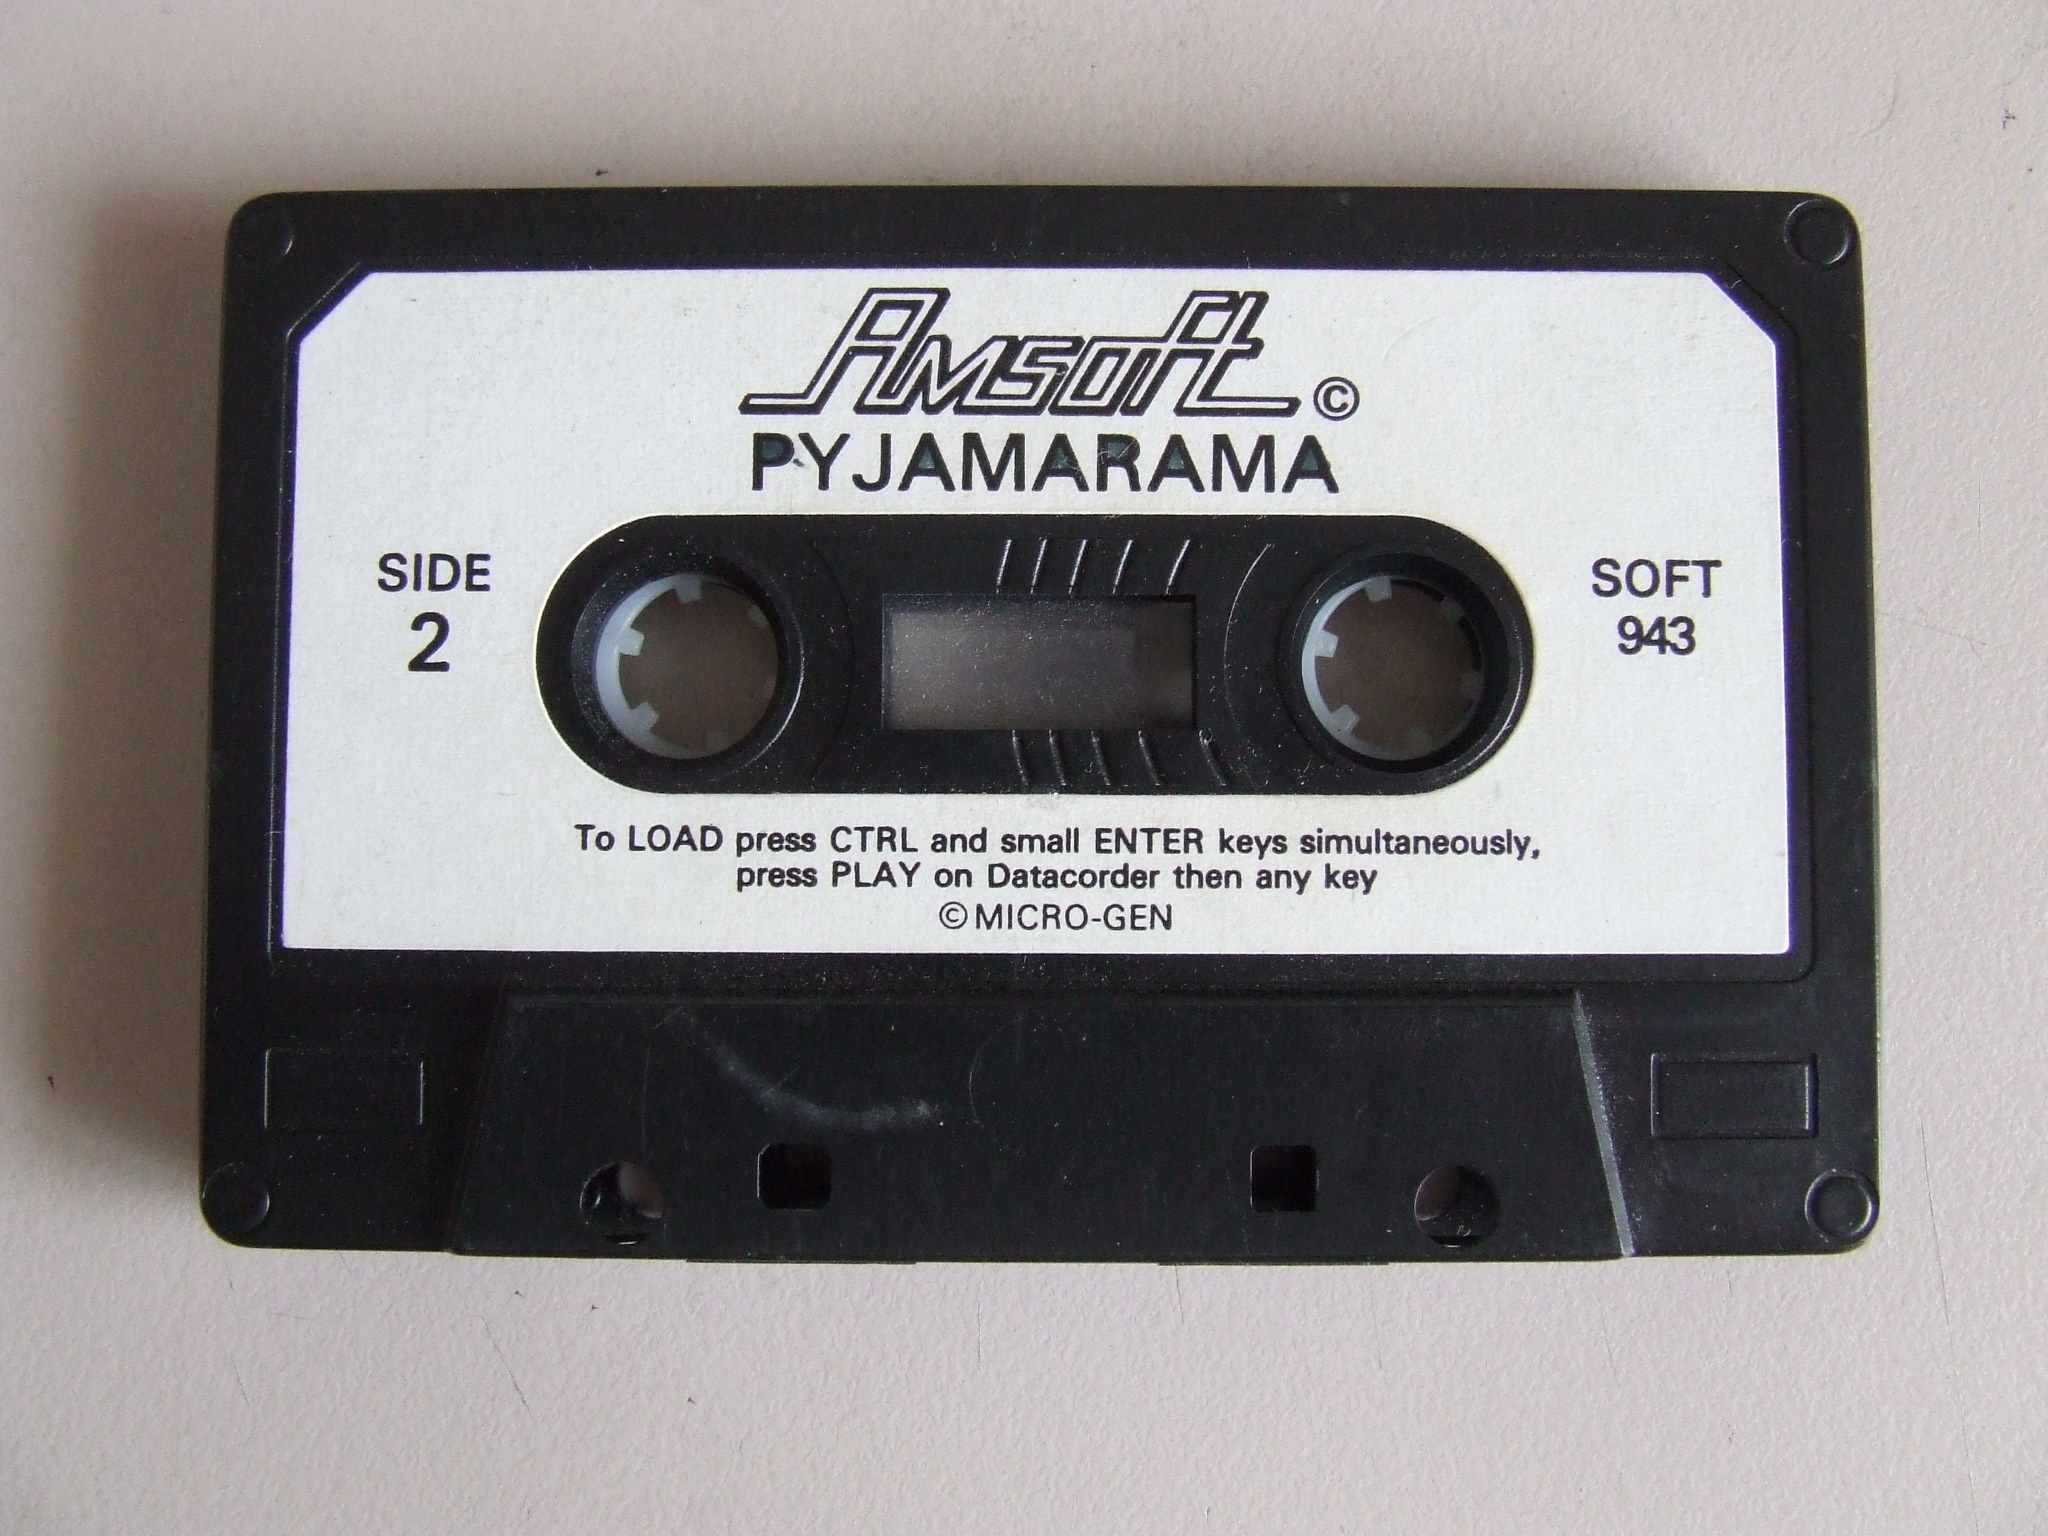 Amsoft ©
PYJAMARAMA
SIDE
2
SOFT
943
To LOAD press CTRL and small ENTER keys simultaneously,
press PLAY on Datacorder then any key
© MICRO-GEN